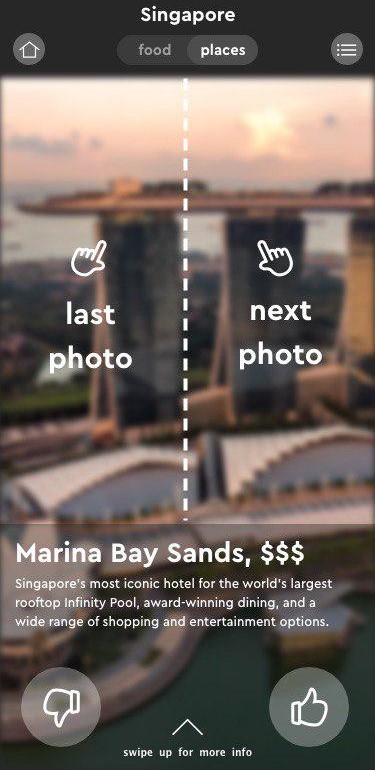 Singapore
food places
last photo
next photo
Marina Bay Sands, $$$
Singapore's most iconic hotel for the world's largest
rooftop Infinity Pool, award-winning dining, and a
wide range of shopping and entertainment options.
swipe up for more info